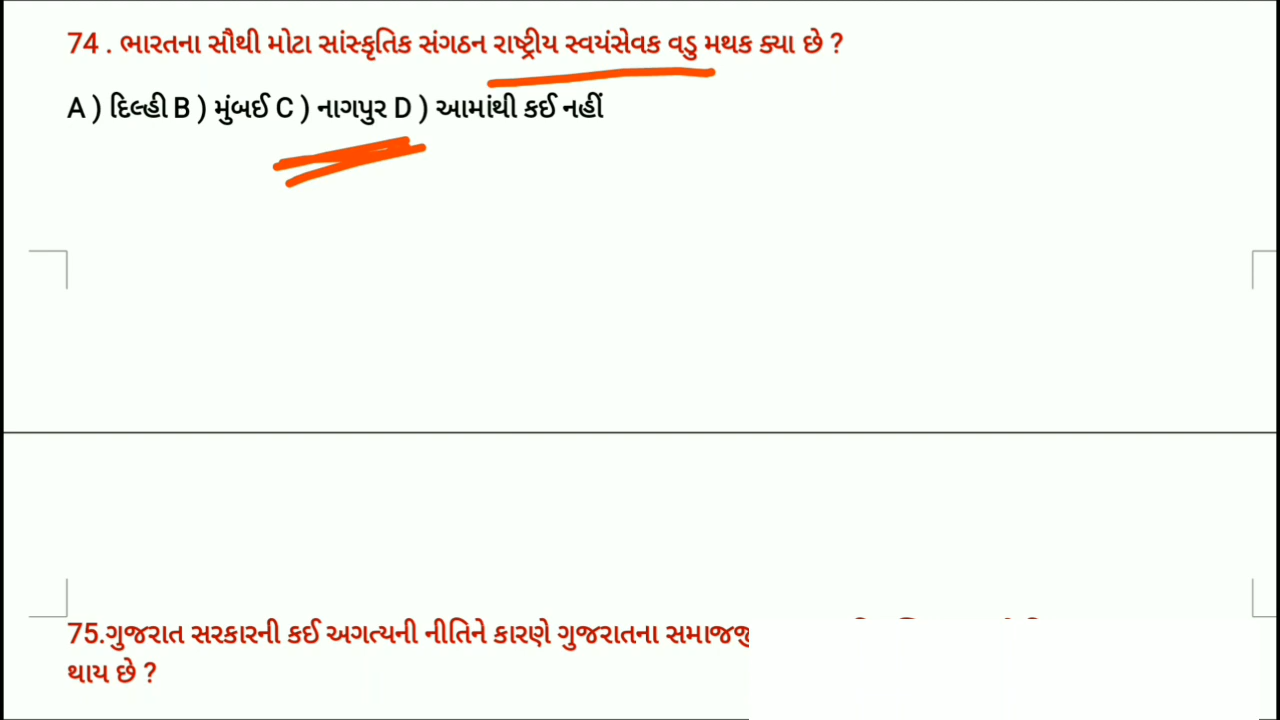 74 . ભારતના સૌથી મોટા સાંસ્કૃતિક સંગઠન રાષ્ટ્રીય સ્વયંસેવક વડુ મથક ક્યા છે ?
A ) દિલ્હી B ) મુંબઈ C ) નાગપુર D ) આમાંથી કઈ નહીં
75.ગુજરાત સરકારની કઈ અગત્યની નીતિને કારણે ગુજરાતના
થાય છે ?